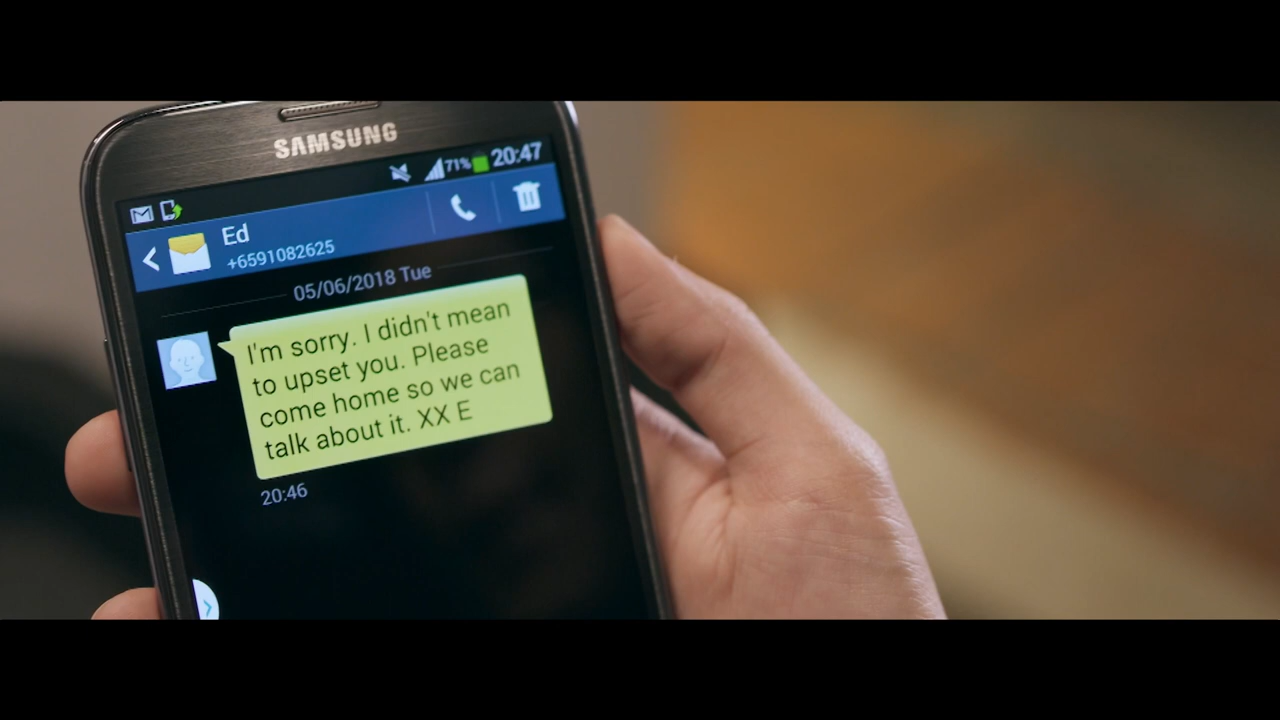 SAMSUNG
71% 20:47
Ed
+6591082625
05/06/2018 Tue
I'm sorry. I didn't mean
to upset you. Please
come home so we can
talk about it. XX E
20:46